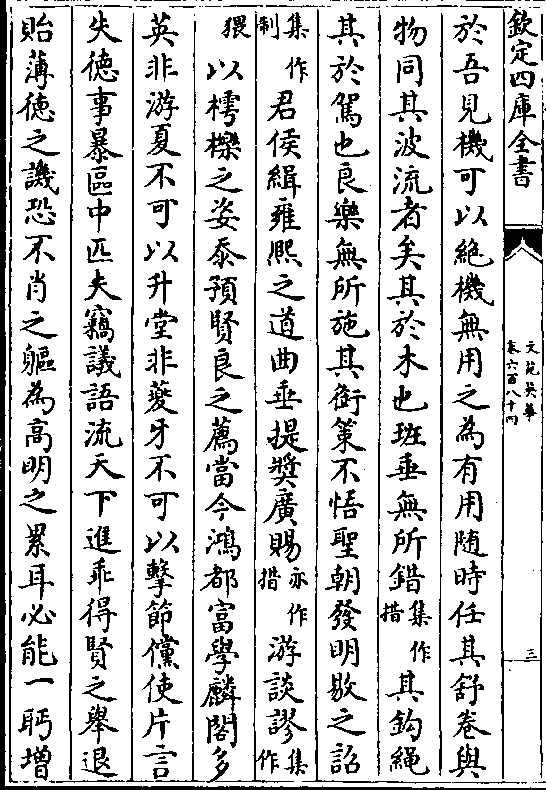 欽定四庫全書
文苑英華
卷六百八十四
三
於吾見機可以絶機無用之為有用随時任其舒卷與
物同其波流者矣其於木也班垂無所錯集作措其鈎繩
其於駕也良樂無所施其銜策不悟聖朝發明敭之詔
集作制君侯緝雍熙之道曲垂提奬廣賜亦作措游談謬集作
猥以樗櫟之姿忝預賢良之薦當今鴻都富學麟閣多
英非游夏不可以升堂非夔牙不可以擊節儻使片言
失徳事暴區中匹夫竊議語流天下進乖得賢之舉退
貽薄徳之譏恐不肖之軀為高明之累耳必能一眄增